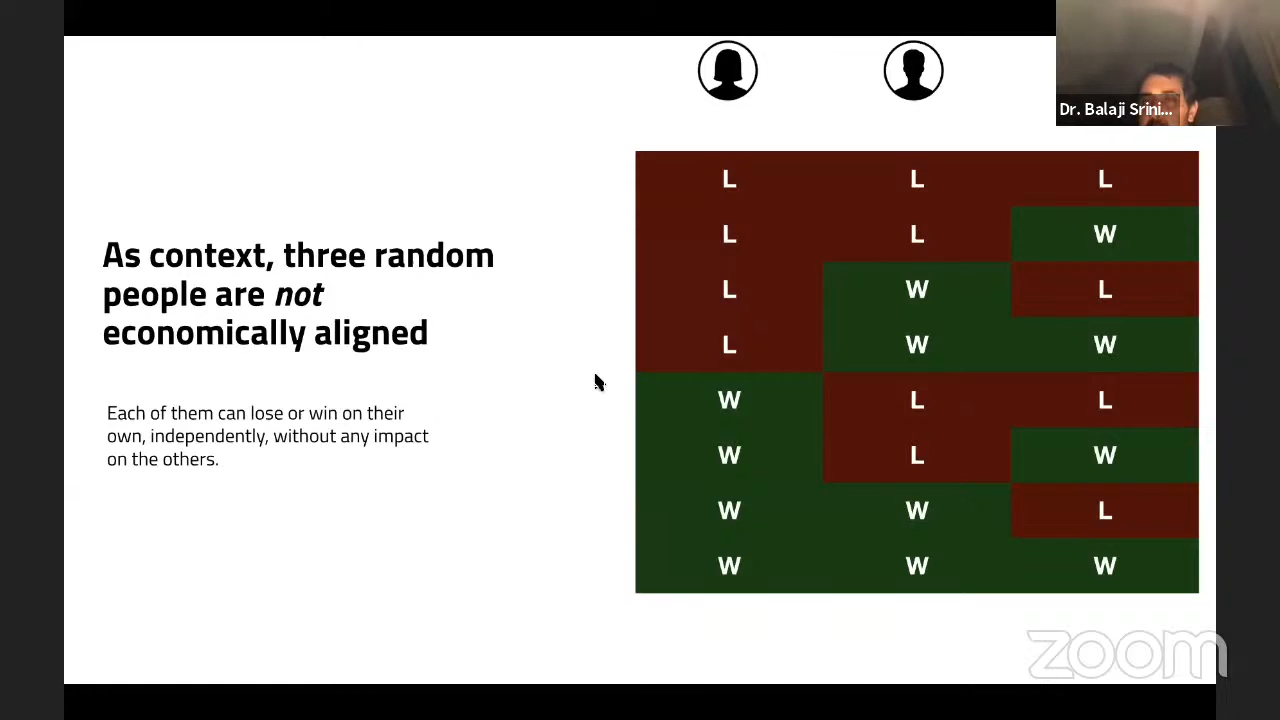 Dr. Balaji Srini...
As context, three random
people are not
economically aligned
Each of them can lose or win on their
own, independently, without any impact
on the others.
L L L
L L W
L W L
L W W
W L L
W L W
W W L
W W W
zoom